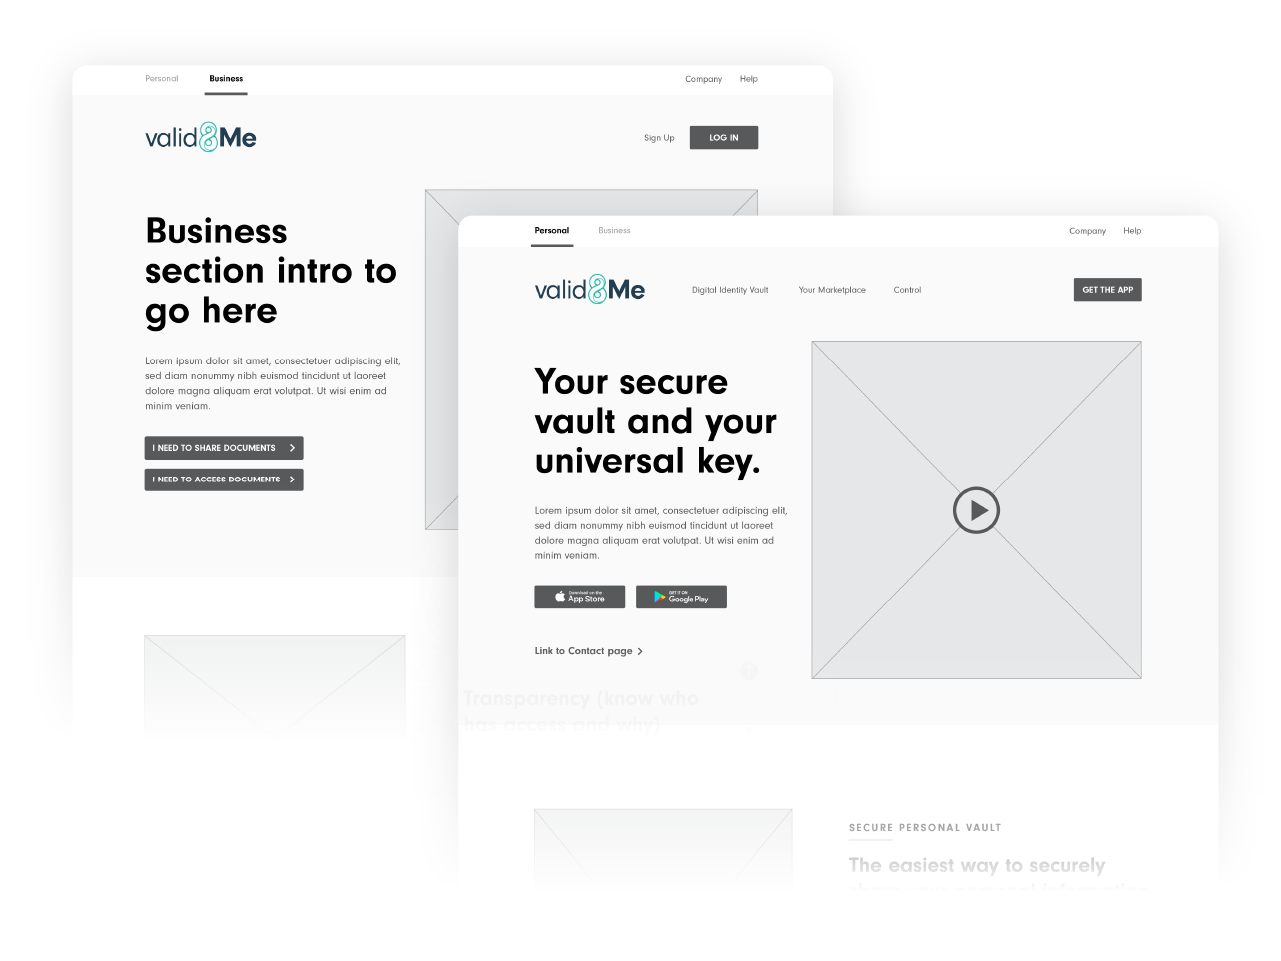 Personal Business Company Help
valid8Me Sign Up LOG IN
Business
section intro to
go here
Lorem ipsum dolor sit amet, consectetuer adipiscing elit,
sed diam nonummy nibh euismod tincidunt ut laoreet
dolore magna aliquam erat volutpat. Ut wisi enim ad
minim veniam.
I NEED TO SHARE DOCUMENTS
I NEED TO ACCESS DOCUMENTS
Personal Business Company Help
valid8Me Digital Identity Vault Your Marketplace Control GET THE APP
Your secure
vault and your
universal key.
Lorem ipsum dolor sit amet, consectetuer adipiscing elit,
sed diam nonummy nibh euismod tincidunt ut laoreet
dolore magna aliquam erat volutpat. Ut wisi enim ad
minim veniam.
Download on the
App Store
GET IT ON
Google Play
Link to Contact page
Transparency (know who
has access and why)
SECURE PERSONAL VAULT
The easiest way to securely